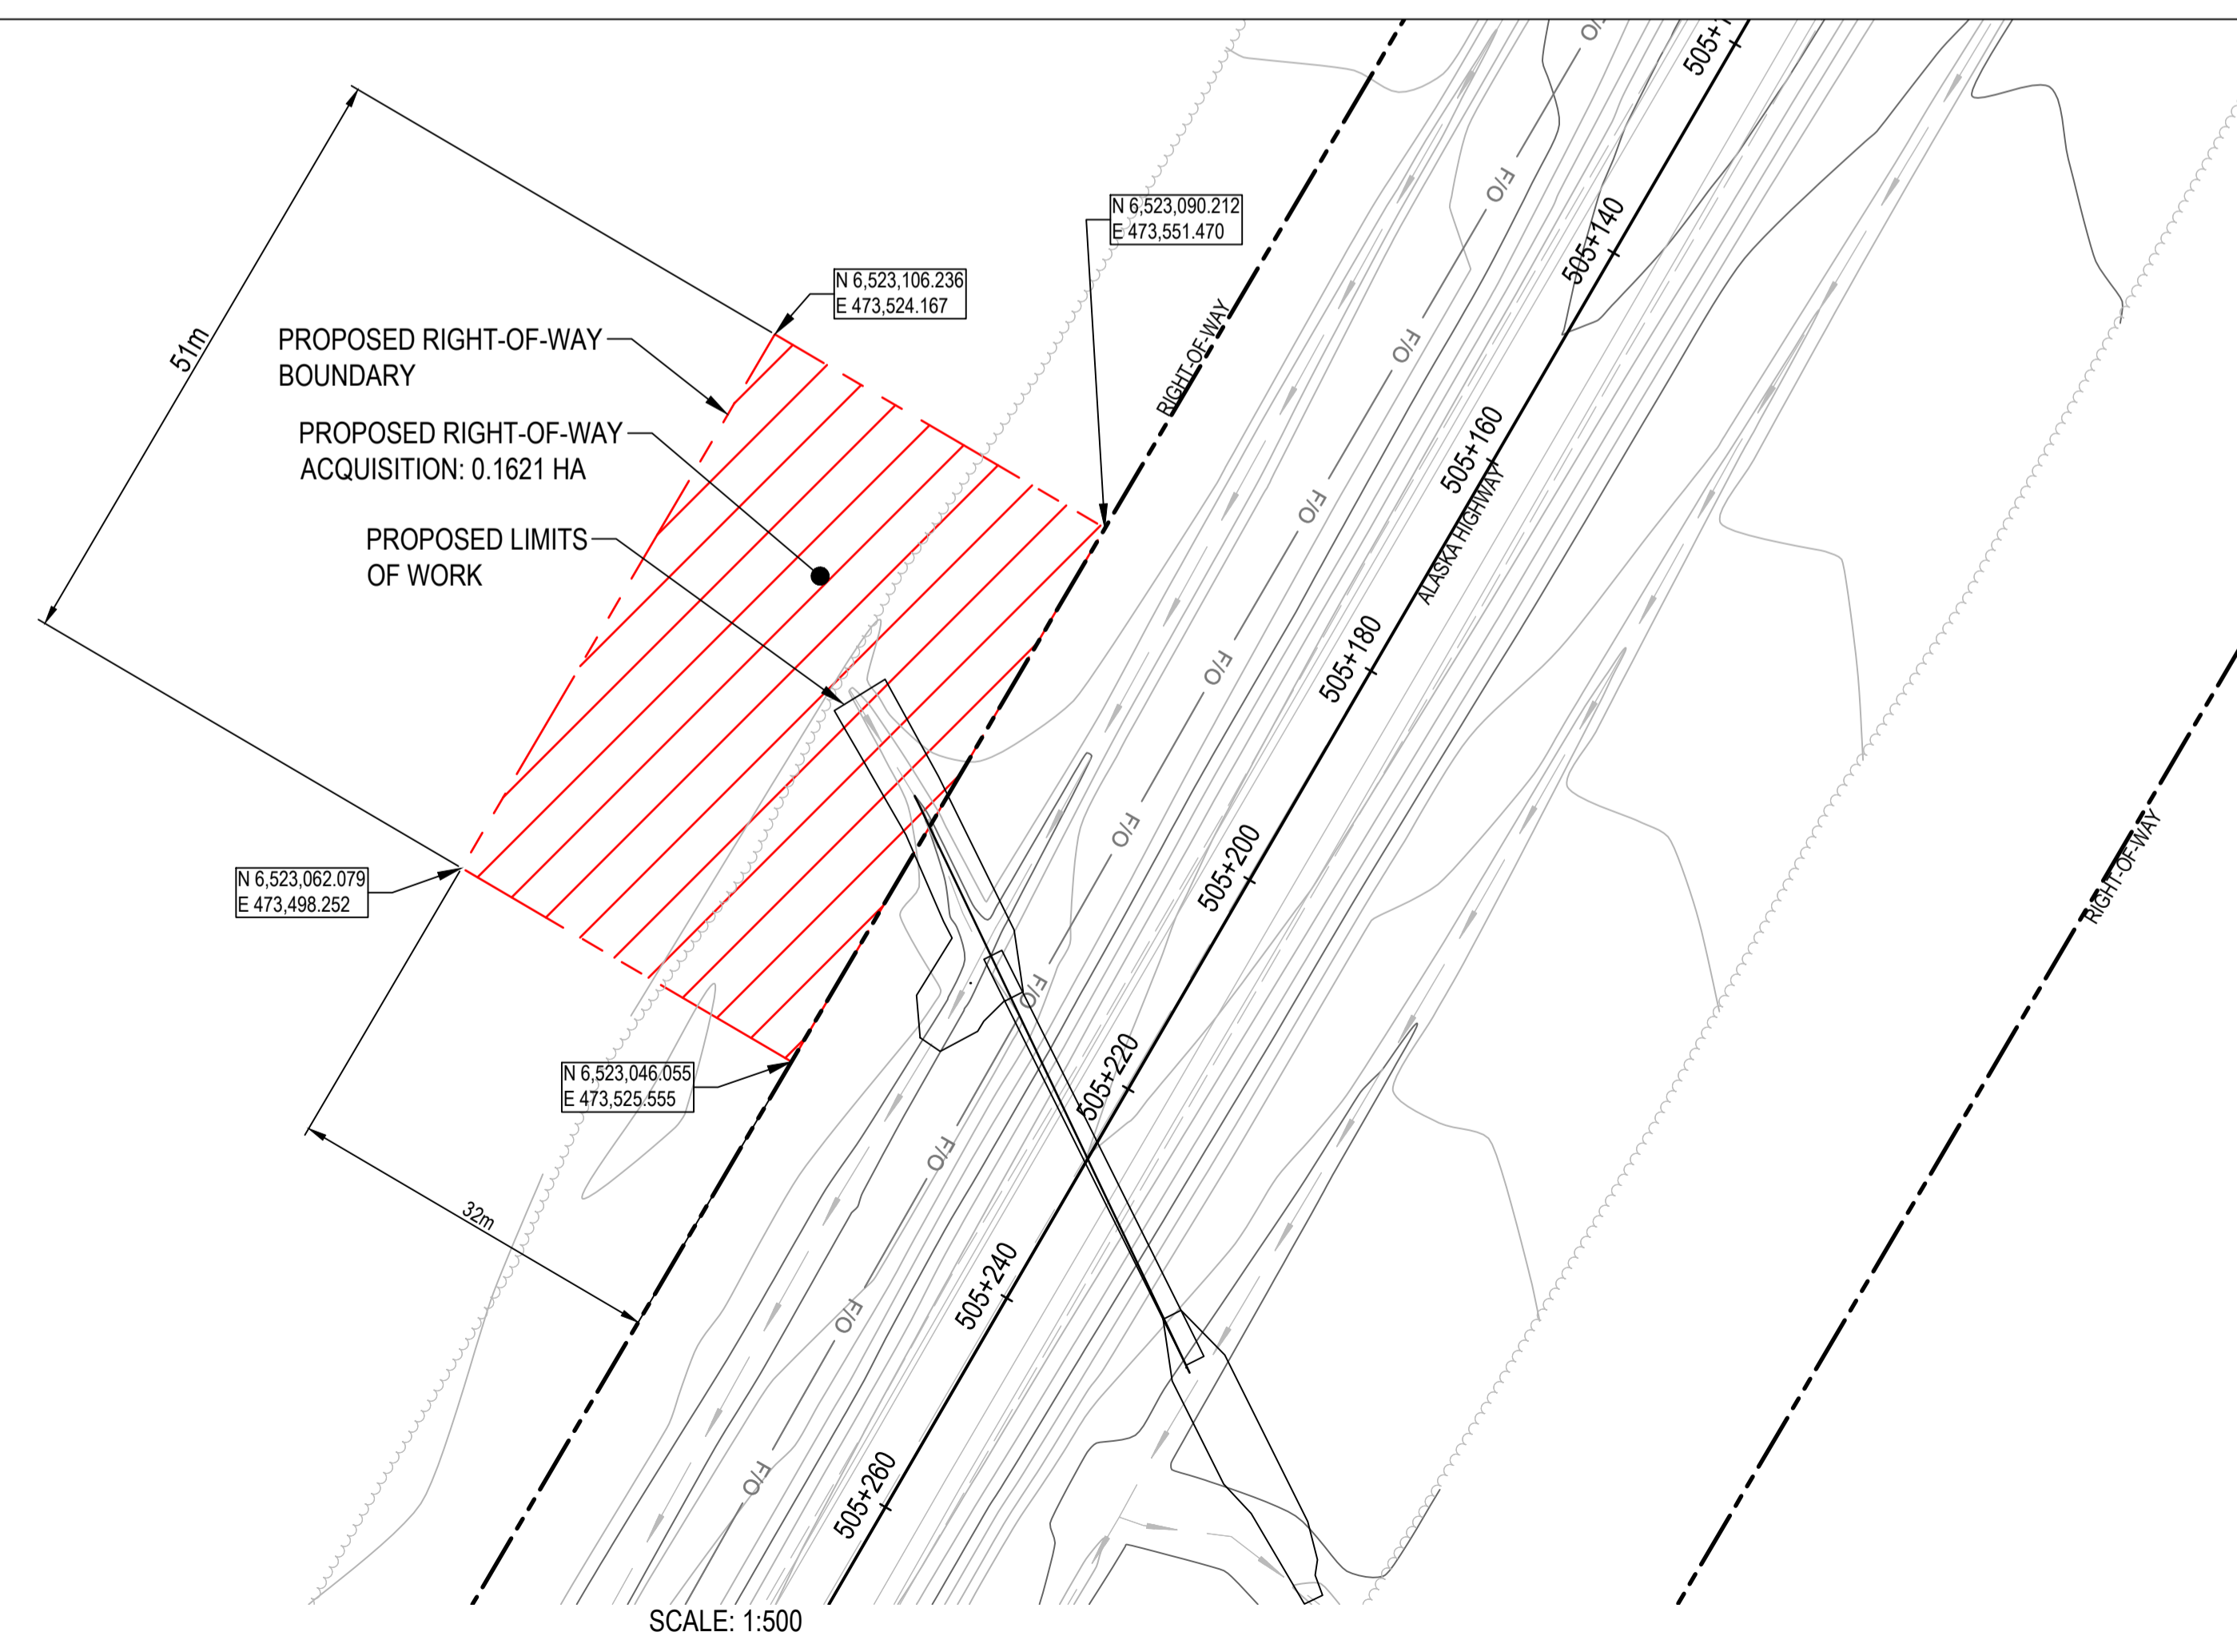 505+1
F/O
F/O
N 6,523,090.212
E 473,551.470
505+140
N 6,523,106.236
E 473,524.167
51m
PROPOSED RIGHT-OF-WAY
BOUNDARY
RIGHT-OF-WAY
F/O
PROPOSED RIGHT-OF-WAY
ACQUISITION: 0.1621 HA
505+160
F/O
ALASKA HIGHWAY
PROPOSED LIMITS
OF WORK
F/O
505+180
F/O
505+200
RIGHT-OF-WAY
N 6,523,062.079
E 473,498.252
F/O
505+220
N 6,523,046.055
E 473,525.555
F/O
32m
505+240
F/O
F/O
505+260
SCALE: 1:500